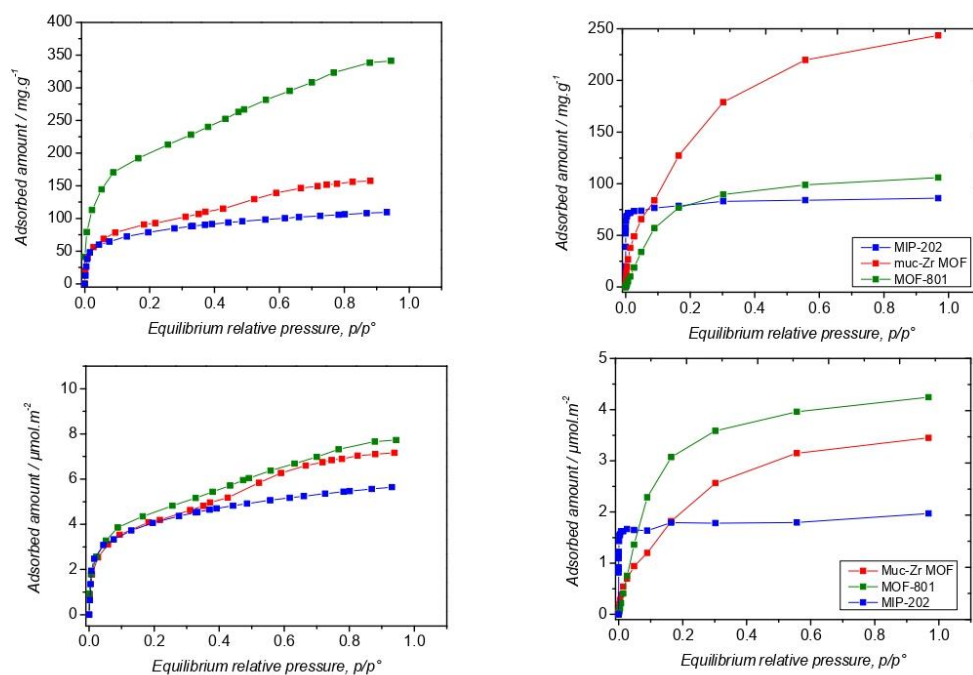 Adsorbed amount / mg.g⁻¹
400
350
300
250
200
150
100
50
0
0.0 0.2 0.4 0.6 0.8 1.0
Equilibrium relative pressure, p/p°
Adsorbed amount / mg.g⁻¹
250
200
150
100
50
0
MIP-202
muc-Zr MOF
MOF-801
0.0 0.2 0.4 0.6 0.8 1.0
Equilibrium relative pressure, p/p°
Adsorbed amount / µmol.m⁻²
10
8
6
4
2
0
0.0 0.2 0.4 0.6 0.8 1.0
Equilibrium relative pressure, p/p°
Adsorbed amount / µmol.m⁻²
5
4
3
2
1
0
Muc-Zr MOF
MOF-801
MIP-202
0.0 0.2 0.4 0.6 0.8 1.0
Equilibrium relative pressure, p/p°